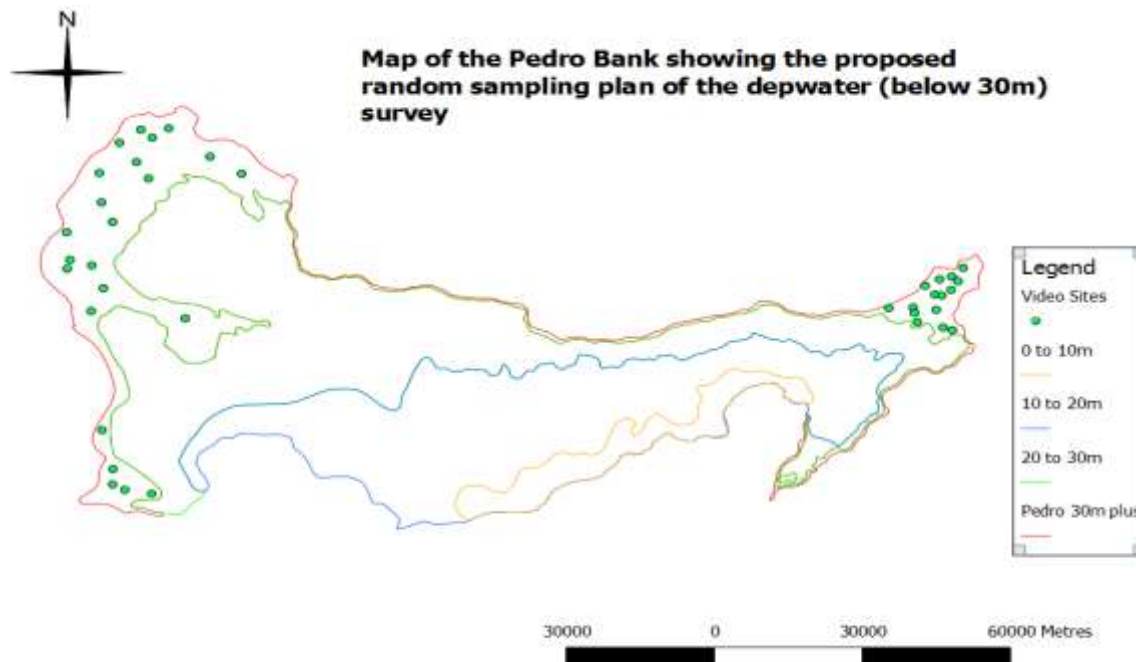 N
Map of the Pedro Bank showing the proposed
random sampling plan of the depwater (below 30m)
survey
Legend
Video Sites
0 to 10m
10 to 20m
20 to 30m
Pedro 30m plus
30000 0 30000 60000 Metres